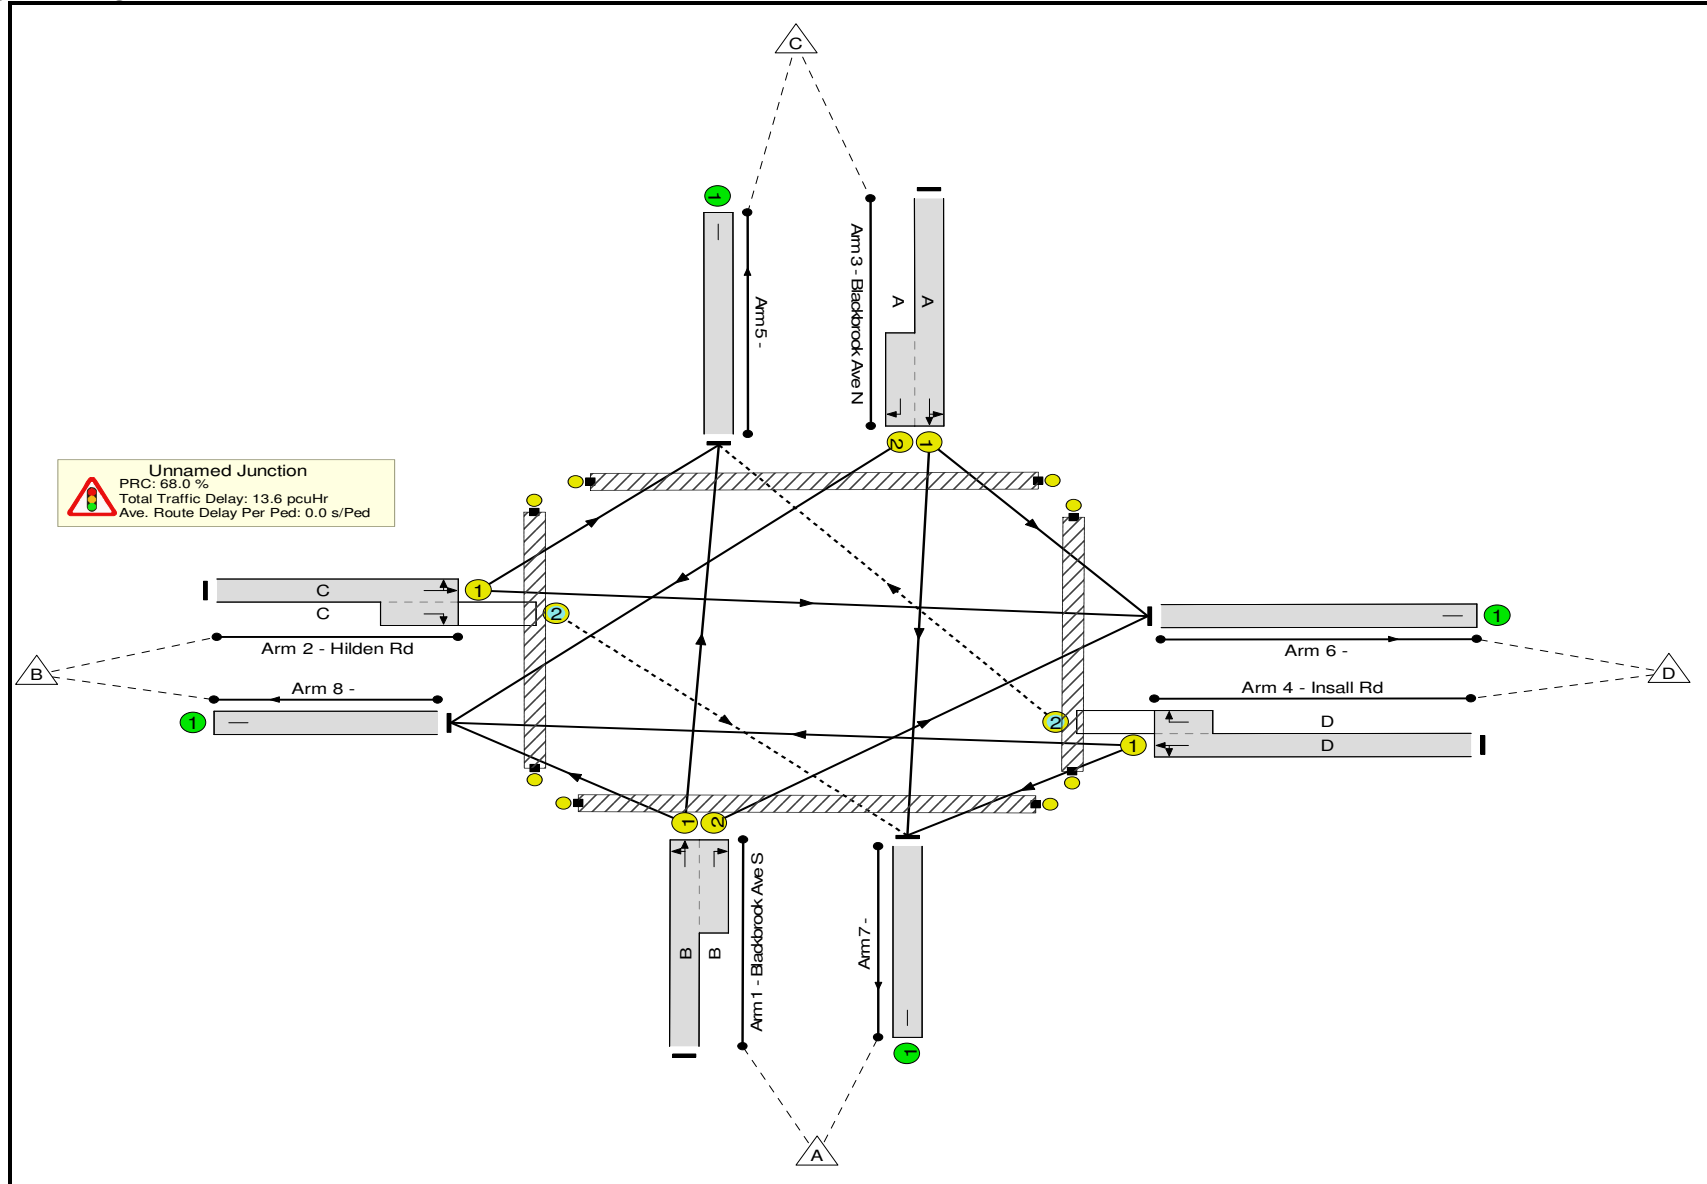 C
1
Arm 5 -
Arm 3 - Blackbrook Ave N
A
A
2
1
Unnamed Junction
PRC: 68.0 %
Total Traffic Delay: 13.6 pcuHr
Ave. Route Delay Per Ped: 0.0 s/Ped
C
1
C
2
1
Arm 2 - Hilden Rd
Arm 6 -
B
D
Arm 8 -
Arm 4 - Insall Rd
1
2
D
1
D
1
2
B
B
Arm 1 - Blackbrook Ave S
Arm 7 -
1
A